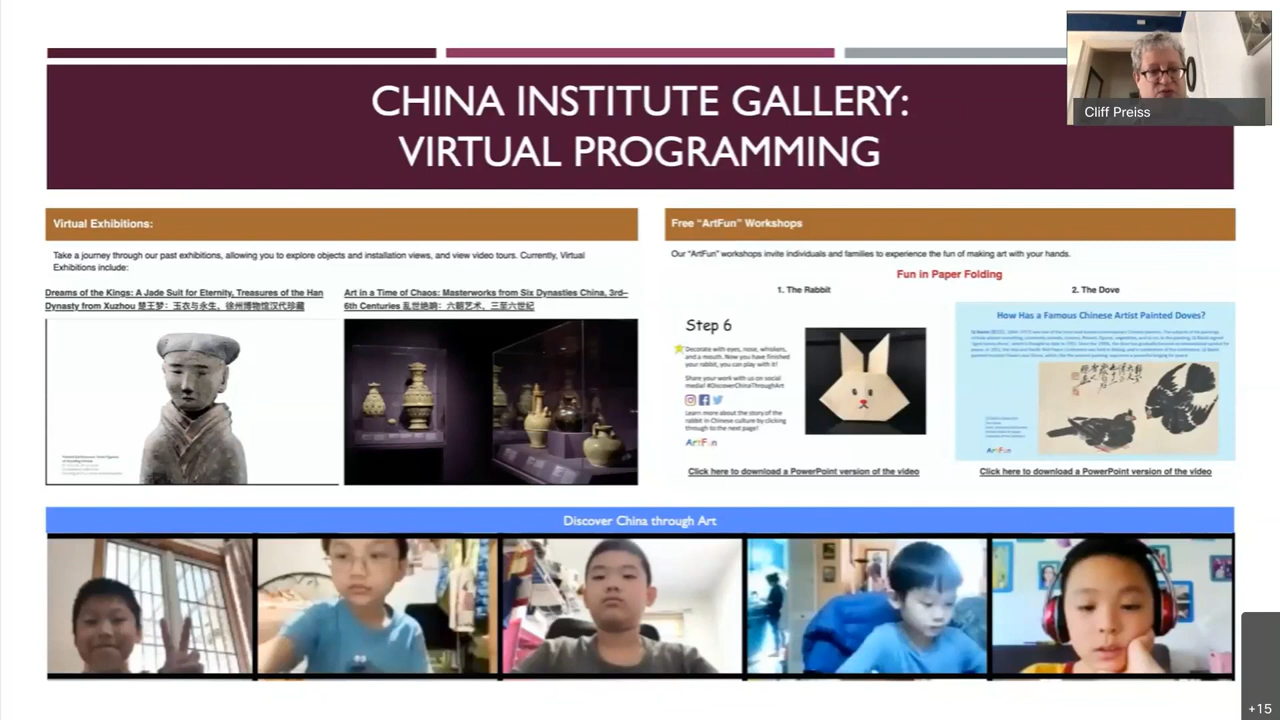 CHINA INSTITUTE GALLERY:
VIRTUAL PROGRAMMING
Cliff Preiss
Virtual Exhibitions:
Take a journey through our past exhibitions, allowing you to explore objects and installation views, and view video tours. Currently, Virtual
Exhibitions include:
Dreams of the Kings: A Jade Suit for Eternity, Treasures of the Han
Dynasty from Xuzhou 楚王梦：玉衣与永生，徐州博物馆汉代珍藏
Art in a Time of Chaos: Masterworks from Six Dynasties China, 3rd–
6th Centuries 乱世绝响：六朝艺术，三至六世纪
Free "ArtFun" Workshops
Our "ArtFun" workshops invite individuals and families to experience the fun of making art with your hands.
Fun in Paper Folding
1. The Rabbit
Step 6
Decorate with eyes, nose, whiskers,
and a mouth. Now you have finished
your rabbit, you can play with it!
Share your work with us on social
media! #DiscoverChinaThroughArt
Learn more about the story of the
rabbit in Chinese culture by clicking
through to the next page!
ArtFun
Click here to download a PowerPoint version of the video
2. The Dove
How Has a Famous Chinese Artist Painted Doves?
ArtFun
Click here to download a PowerPoint version of the video
Discover China through Art
+15